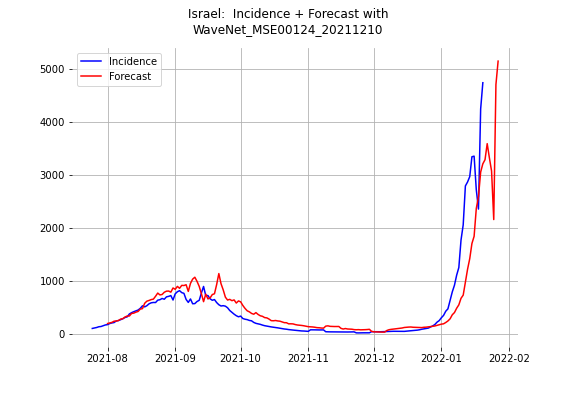 Israel:  Incidence + Forecast with
WaveNet_MSE00124_20211210
Incidence
Forecast
5000
4000
3000
2000
1000
0
2021-08 2021-09 2021-10 2021-11 2021-12 2022-01 2022-02